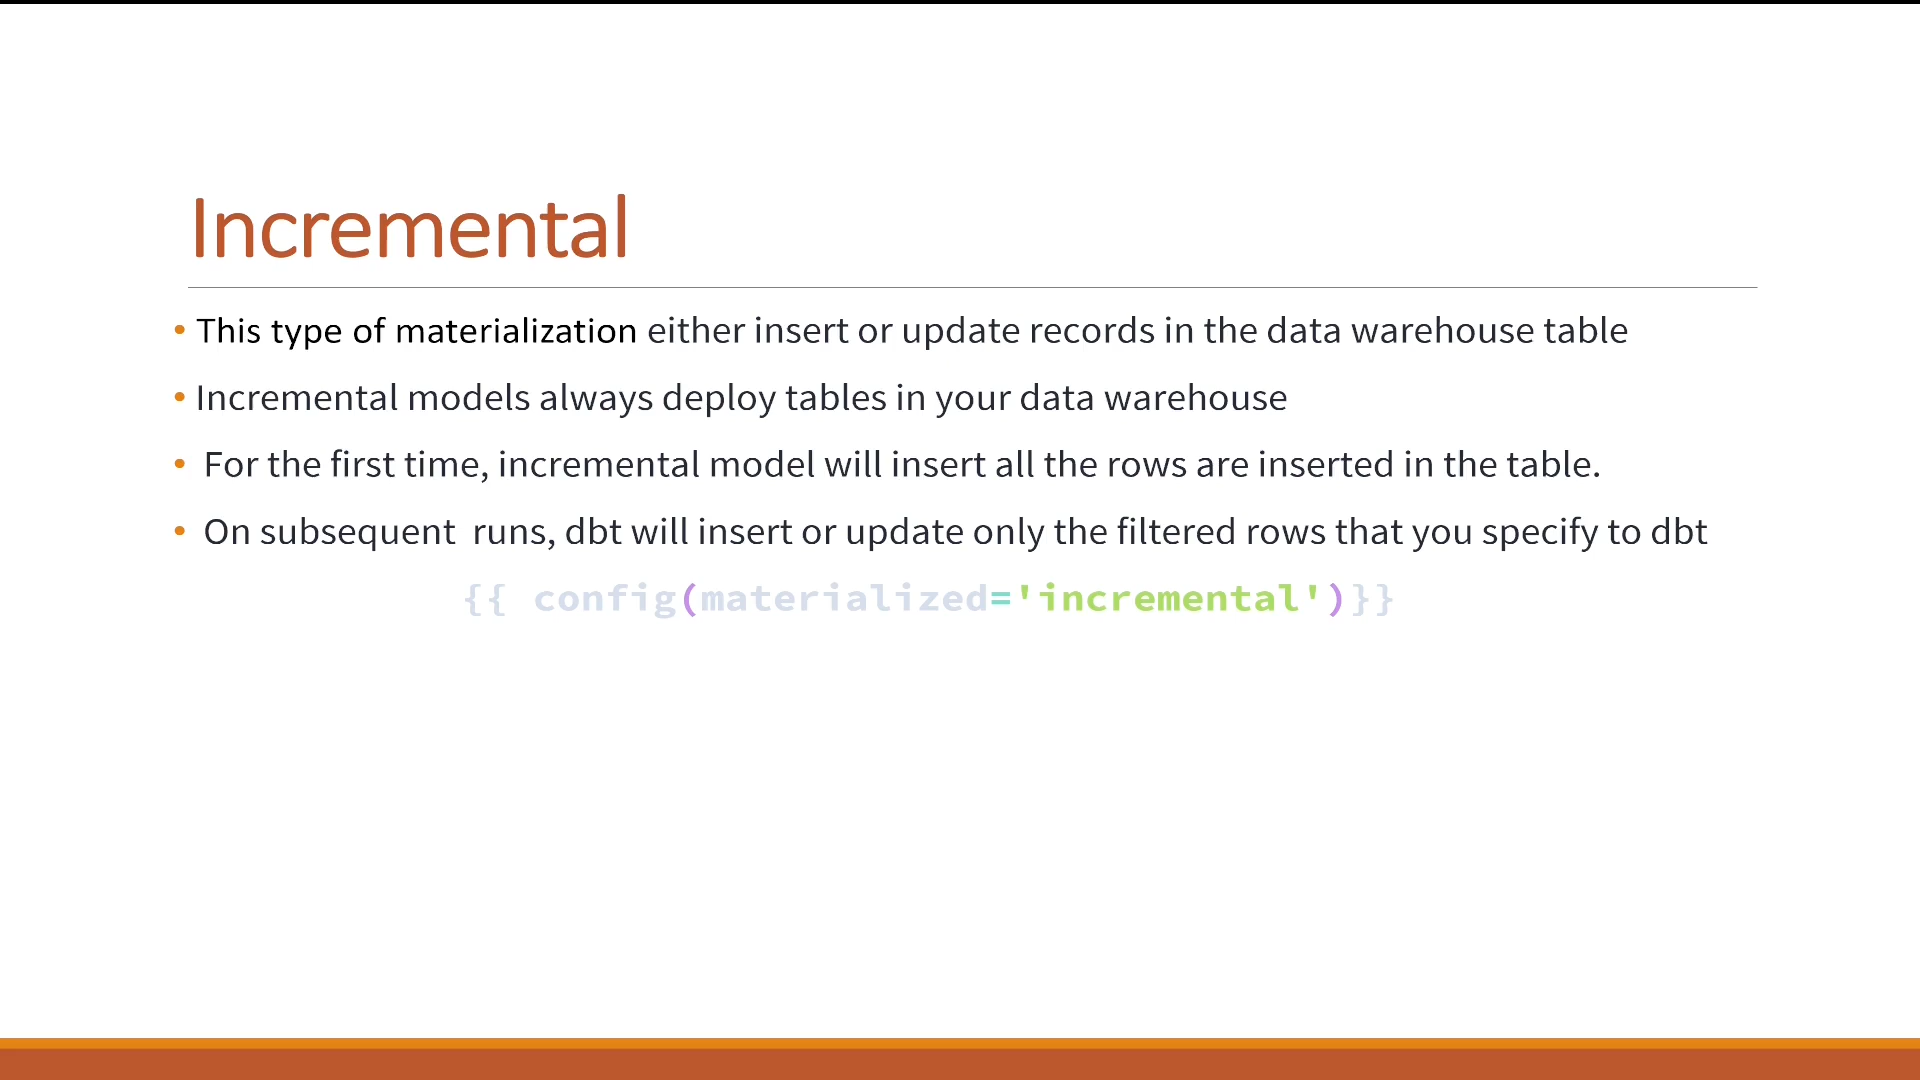 Incremental
• This type of materialization either insert or update records in the data warehouse table
• Incremental models always deploy tables in your data warehouse
• For the first time, incremental model will insert all the rows are inserted in the table.
• On subsequent  runs, dbt will insert or update only the filtered rows that you specify to dbt
{{ config(materialized='incremental')}}